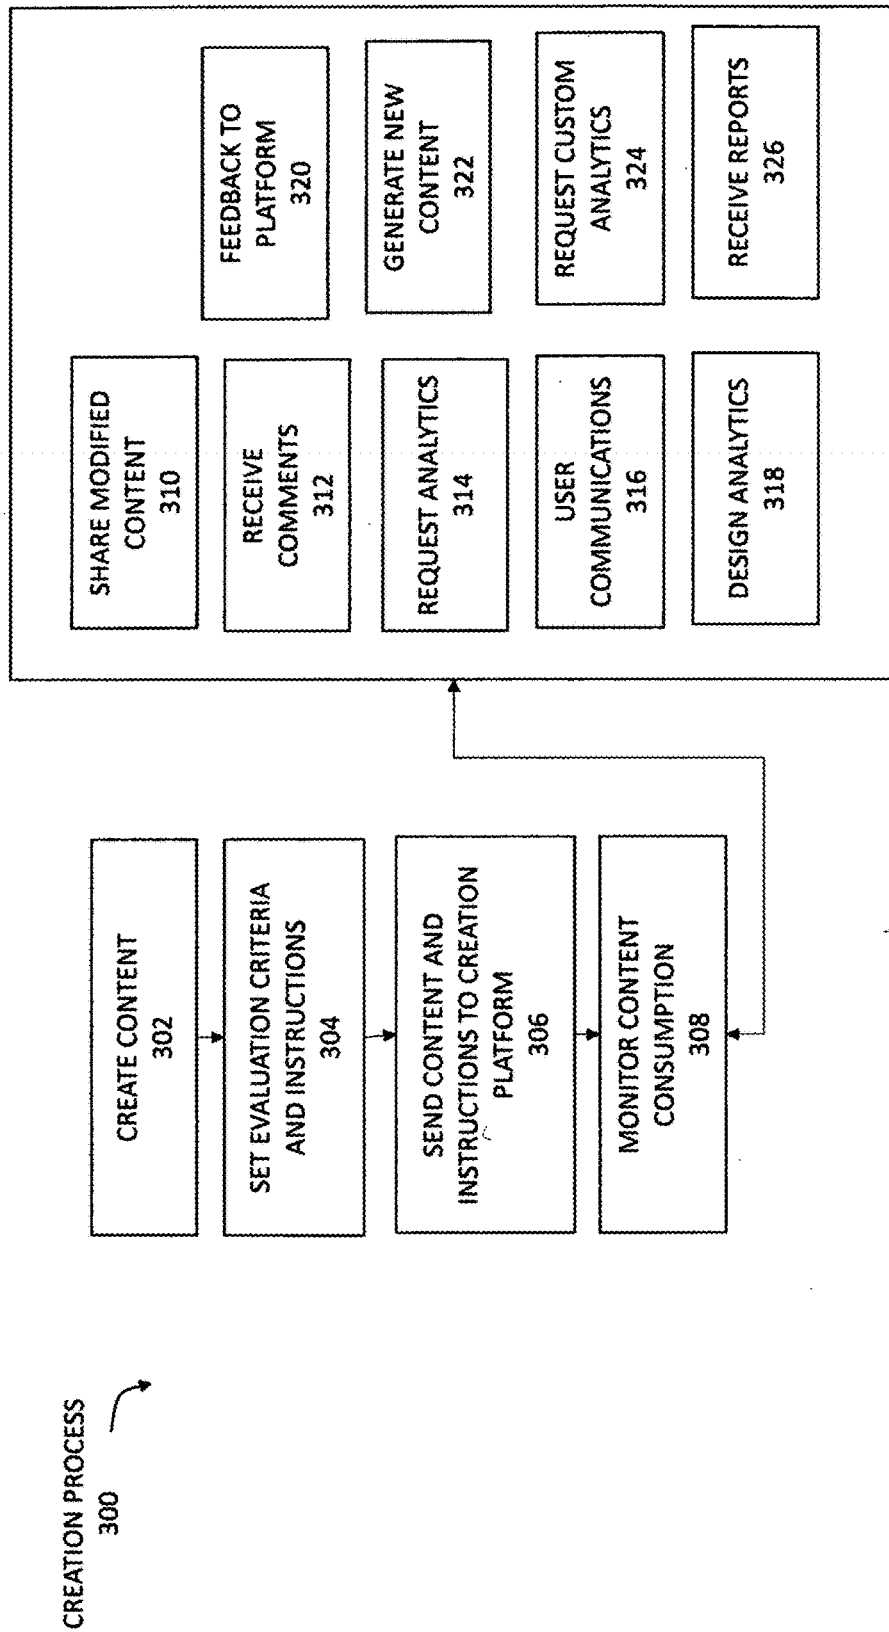 CREATION PROCESS
300
CREATE CONTENT
302
SET EVALUATION CRITERIA
AND INSTRUCTIONS
304
SEND CONTENT AND
INSTRUCTIONS TO CREATION
PLATFORM
306
MONITOR CONTENT
CONSUMPTION
308
SHARE MODIFIED
CONTENT
310
RECEIVE
COMMENTS
312
REQUEST ANALYTICS
314
USER
COMMUNICATIONS
316
DESIGN ANALYTICS
318
FEEDBACK TO
PLATFORM
320
GENERATE NEW
CONTENT
322
REQUEST CUSTOM
ANALYTICS
324
RECEIVE REPORTS
326